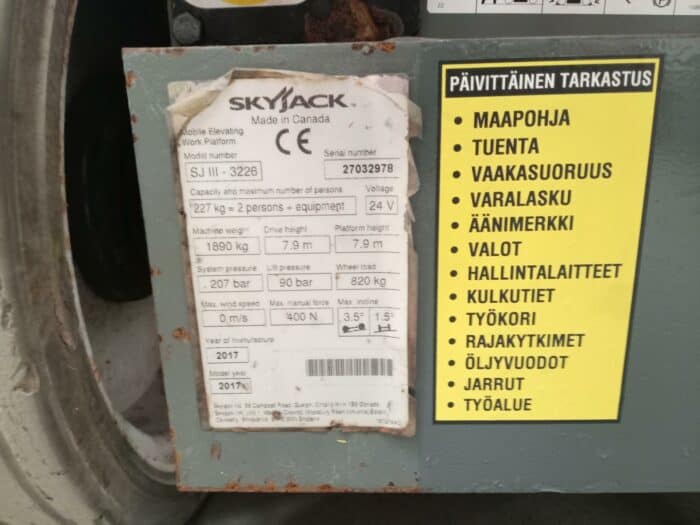 SKYJACK
Made in Canada
Mobile Elevating
Work Platform
CE
Model number
Serial number
SJ III - 3226
27032978
Capacity and maximum number of persons
Voltage
227 kg = 2 persons + equipment
24 V
Machine weight
Drive height
Platform height
1890 kg
7.9 m
7.9 m
System pressure
Lift pressure
Wheel load
207 bar
90 bar
820 kg
Max. wind speed
Max. manual force
Max. incline
0 m/s
400 N
3.5°
1.5°
Year of manufacture
2017
Model year
2017
PÄIVITTÄINEN TARKASTUS
• MAAPOHJA
• TUENTA
• VAAKASUORUUS
• VARALASKU
• ÄÄNIMERKKI
• VALOT
• HALLINTALAITTEET
• KULKUTIET
• TYÖKORI
• RAJAKYTKIMET
• ÖLJYVUODOT
• JARRUT
• TYÖALUE